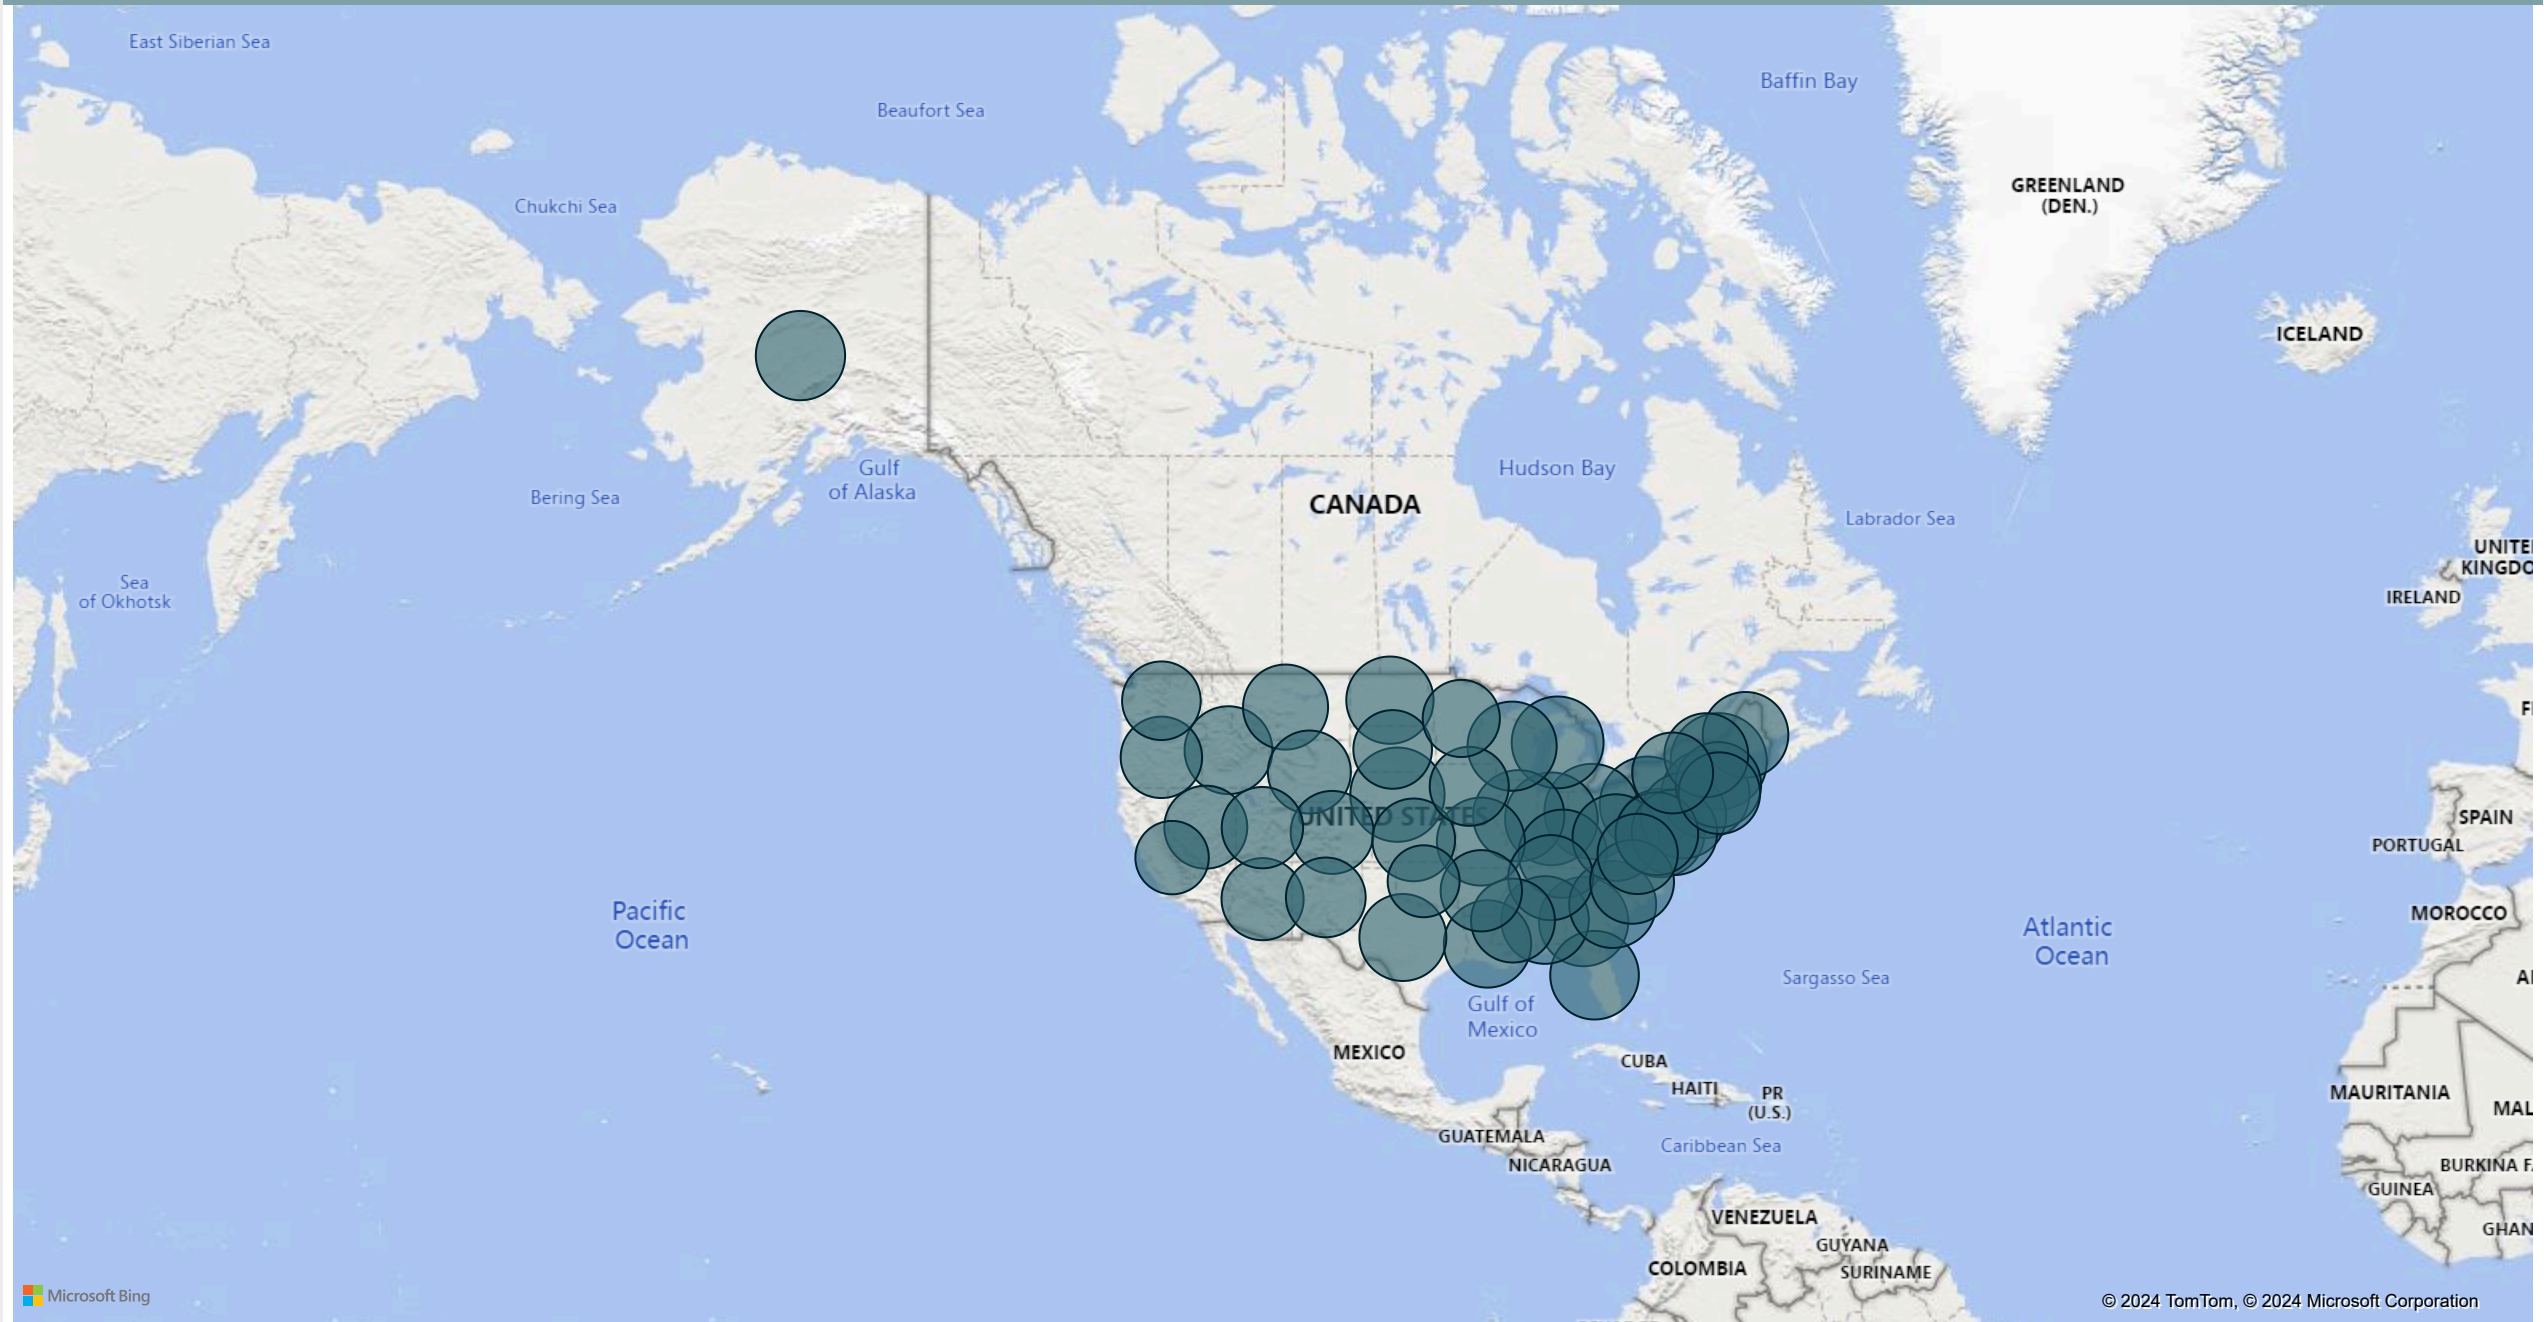 East Siberian Sea
Beaufort Sea
Baffin Bay
Chukchi Sea
GREENLAND
(DEN.)
ICELAND
Gulf
of Alaska
Hudson Bay
Bering Sea
CANADA
Labrador Sea
UNITE
KINGDO
Sea
of Okhotsk
IRELAND
F
UNITED STATES
SPAIN
PORTUGAL
Pacific
Ocean
MOROCCO
Atlantic
Ocean
Sargasso Sea
Al
Gulf of
Mexico
MEXICO
CUBA
HAITI
PR
(U.S.)
MAURITANIA
MAL
GUATEMALA
Caribbean Sea
NICARAGUA
BURKINA F
GUINEA
VENEZUELA
GHAN
GUYANA
COLOMBIA
SURINAME
Microsoft Bing
© 2024 TomTom, © 2024 Microsoft Corporation